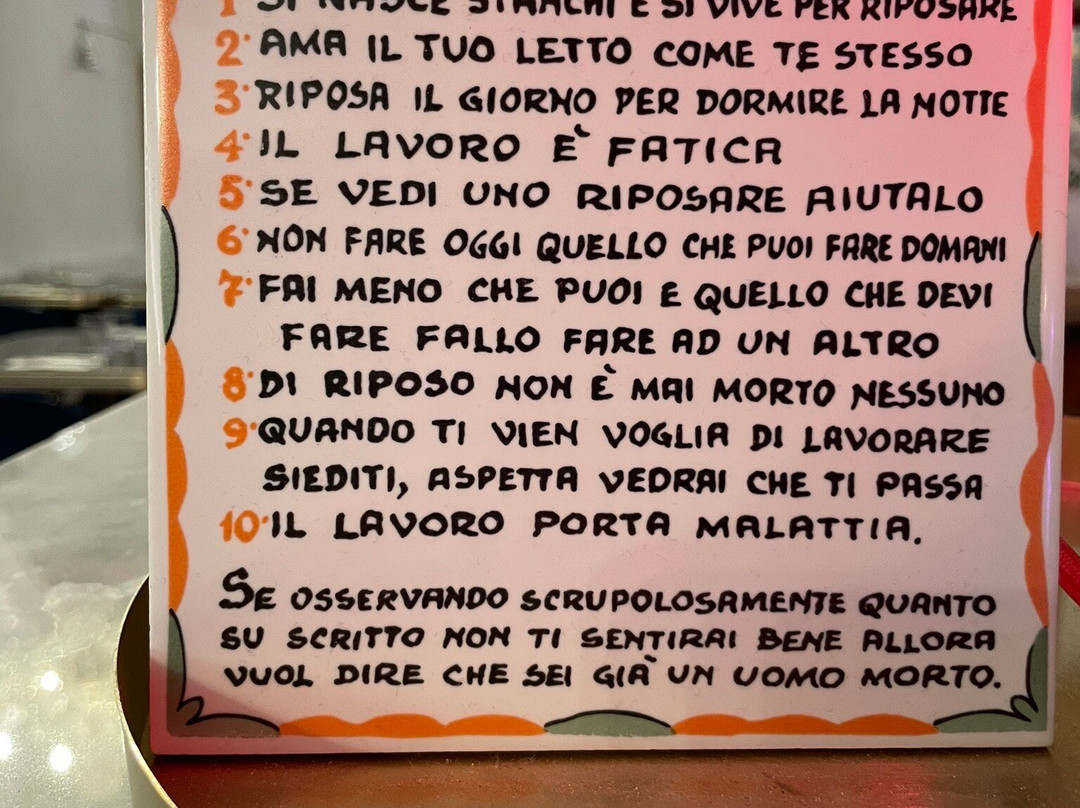 1· SI NASCE STANCHI E SI VIVE PER RIPOSARE
2· AMA IL TUO LETTO COME TE STESSO
3· RIPOSA IL GIORNO PER DORMIRE LA NOTTE
4· IL LAVORO È FATICA
5· SE VEDI UNO RIPOSARE AIUTALO
6· NON FARE OGGI QUELLO CHE PUOI FARE DOMANI
7· FAI MENO CHE PUOI E QUELLO CHE DEVI
FARE FALLO FARE AD UN ALTRO
8· DI RIPOSO NON È MAI MORTO NESSUNO
9· QUANDO TI VIEN VOGLIA DI LAVORARE
SIEDITI, ASPETTA VEDRAI CHE TI PASSA
10· IL LAVORO PORTA MALATTIA.
SE OSSERVANDO SCRUPOLOSAMENTE QUANTO
SU SCRITTO NON TI SENTIRAI BENE ALLORA
VUOL DIRE CHE SEI GIÀ UN UOMO MORTO.